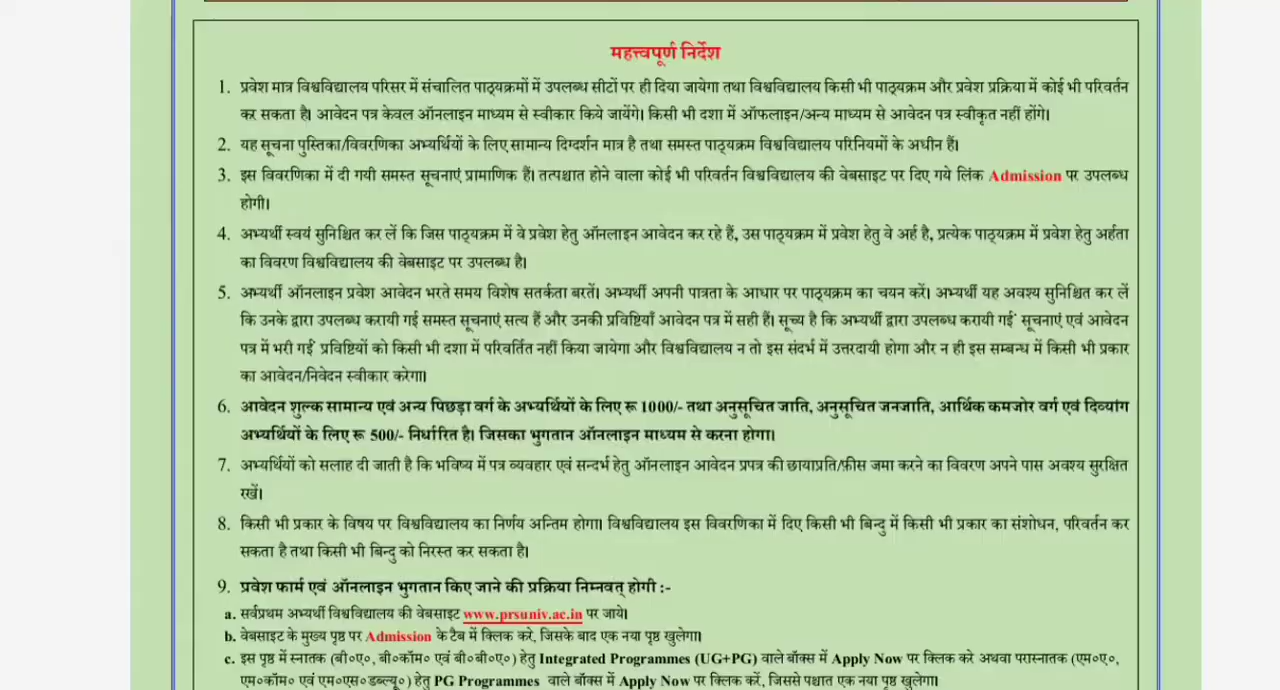 महत्त्वपूर्ण निर्देश
1. प्रवेश मात्र विश्वविद्यालय परिसर में संचालित पाठ्यक्रमों में उपलब्ध सीटों पर ही दिया जायेगा तथा विश्वविद्यालय किसी भी पाठ्यक्रम और प्रवेश प्रक्रिया में कोई भी परिवर्तन
कर सकता है। आवेदन पत्र केवल ऑनलाइन माध्यम से स्वीकार किये जायेंगे। किसी भी दशा में ऑफलाइन/अन्य माध्यम से आवेदन पत्र स्वीकृत नहीं होंगे।
2. यह सूचना पुस्तिका/विवरणिका अभ्यर्थियों के लिए सामान्य दिग्दर्शन मात्र है तथा समस्त पाठ्यक्रम विश्वविद्यालय परिनियमों के अधीन हैं।
3. इस विवरणिका में दी गयी समस्त सूचनाएं प्रामाणिक हैं। तत्पश्चात होने वाला कोई भी परिवर्तन विश्वविद्यालय की वेबसाइट पर दिए गये लिंक Admission पर उपलब्ध
होगी।
4. अभ्यर्थी स्वयं सुनिश्चित कर लें कि जिस पाठ्यक्रम में वे प्रवेश हेतु ऑनलाइन आवेदन कर रहे हैं, उस पाठ्यक्रम में प्रवेश हेतु वे अर्ह है, प्रत्येक पाठ्यक्रम में प्रवेश हेतु अर्हता
का विवरण विश्वविद्यालय की वेबसाइट पर उपलब्ध है।
5. अभ्यर्थी ऑनलाइन प्रवेश आवेदन भरते समय विशेष सतर्कता बरतें। अभ्यर्थी अपनी पात्रता के आधार पर पाठ्यक्रम का चयन करें। अभ्यर्थी यह अवश्य सुनिश्चित कर लें
कि उनके द्वारा उपलब्ध करायी गई समस्त सूचनाएं सत्य हैं और उनकी प्रविष्टियाँ आवेदन पत्र में सही हैं। सूच्य है कि अभ्यर्थी द्वारा उपलब्ध करायी गई सूचनाएं एवं आवेदन
पत्र में भरी गईं प्रविष्टियों को किसी भी दशा में परिवर्तित नहीं किया जायेगा और विश्वविद्यालय न तो इस संदर्भ में उत्तरदायी होगा और न ही इस सम्बन्ध में किसी भी प्रकार
का आवेदन/निवेदन स्वीकार करेगा।
6. आवेदन शुल्क सामान्य एवं अन्य पिछड़ा वर्ग के अभ्यर्थियों के लिए रू 1000/- तथा अनुसूचित जाति, अनुसूचित जनजाति, आर्थिक कमजोर वर्ग एवं दिव्यांग
अभ्यर्थियों के लिए रू 500/- निर्धारित है। जिसका भुगतान ऑनलाइन माध्यम से करना होगा।
7. अभ्यर्थियों को सलाह दी जाती है कि भविष्य में पत्र व्यवहार एवं सन्दर्भ हेतु ऑनलाइन आवेदन प्रपत्र की छायाप्रति/फ़ीस जमा करने का विवरण अपने पास अवश्य सुरक्षित
रखें।
8. किसी भी प्रकार के विषय पर विश्वविद्यालय का निर्णय अन्तिम होगा। विश्वविद्यालय इस विवरणिका में दिए किसी भी बिन्दु में किसी भी प्रकार का संशोधन, परिवर्तन कर
सकता है तथा किसी भी बिन्दु को निरस्त कर सकता है।
9. प्रवेश फार्म एवं ऑनलाइन भुगतान किए जाने की प्रक्रिया निम्नवत् होगी :-
a. सर्वप्रथम अभ्यर्थी विश्वविद्यालय की वेबसाइट www.prsuniv.ac.in पर जाये।
b. वेबसाइट के मुख्य पृष्ठ पर Admission के टैब में क्लिक करे, जिसके बाद एक नया पृष्ठ खुलेगा।
c. इस पृष्ठ में स्नातक (बी०ए०, बी०कॉम० एवं बी०बी०ए०) हेतु Integrated Programmes (UG+PG) वाले बॉक्स में Apply Now पर क्लिक करे अथवा परास्नातक (एम०ए०,
एम०कॉम० एवं एम०एस०डब्ल्यू०) हेतु PG Programmes वाले बॉक्स में Apply Now पर क्लिक करें, जिससे पश्चात एक नया पृष्ठ खुलेगा।